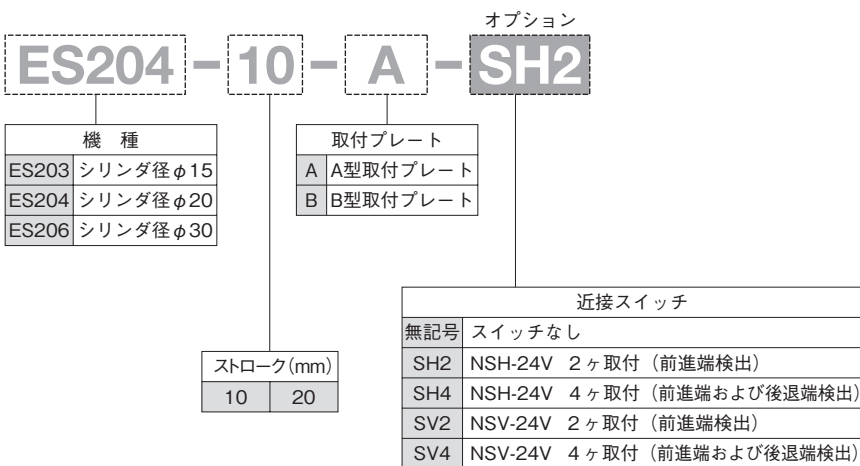 オプション
ES204-10-A-SH2
機 種
ES203 シリンダ径φ15
ES204 シリンダ径φ20
ES206 シリンダ径φ30
取付プレート
A A型取付プレート
B B型取付プレート
ストローク(mm)
10 20
近接スイッチ
無記号 スイッチなし
SH2 NSH-24V 2ヶ取付（前進端検出）
SH4 NSH-24V 4ヶ取付（前進端および後退端検出）
SV2 NSV-24V 2ヶ取付（前進端検出）
SV4 NSV-24V 4ヶ取付（前進端および後退端検出）